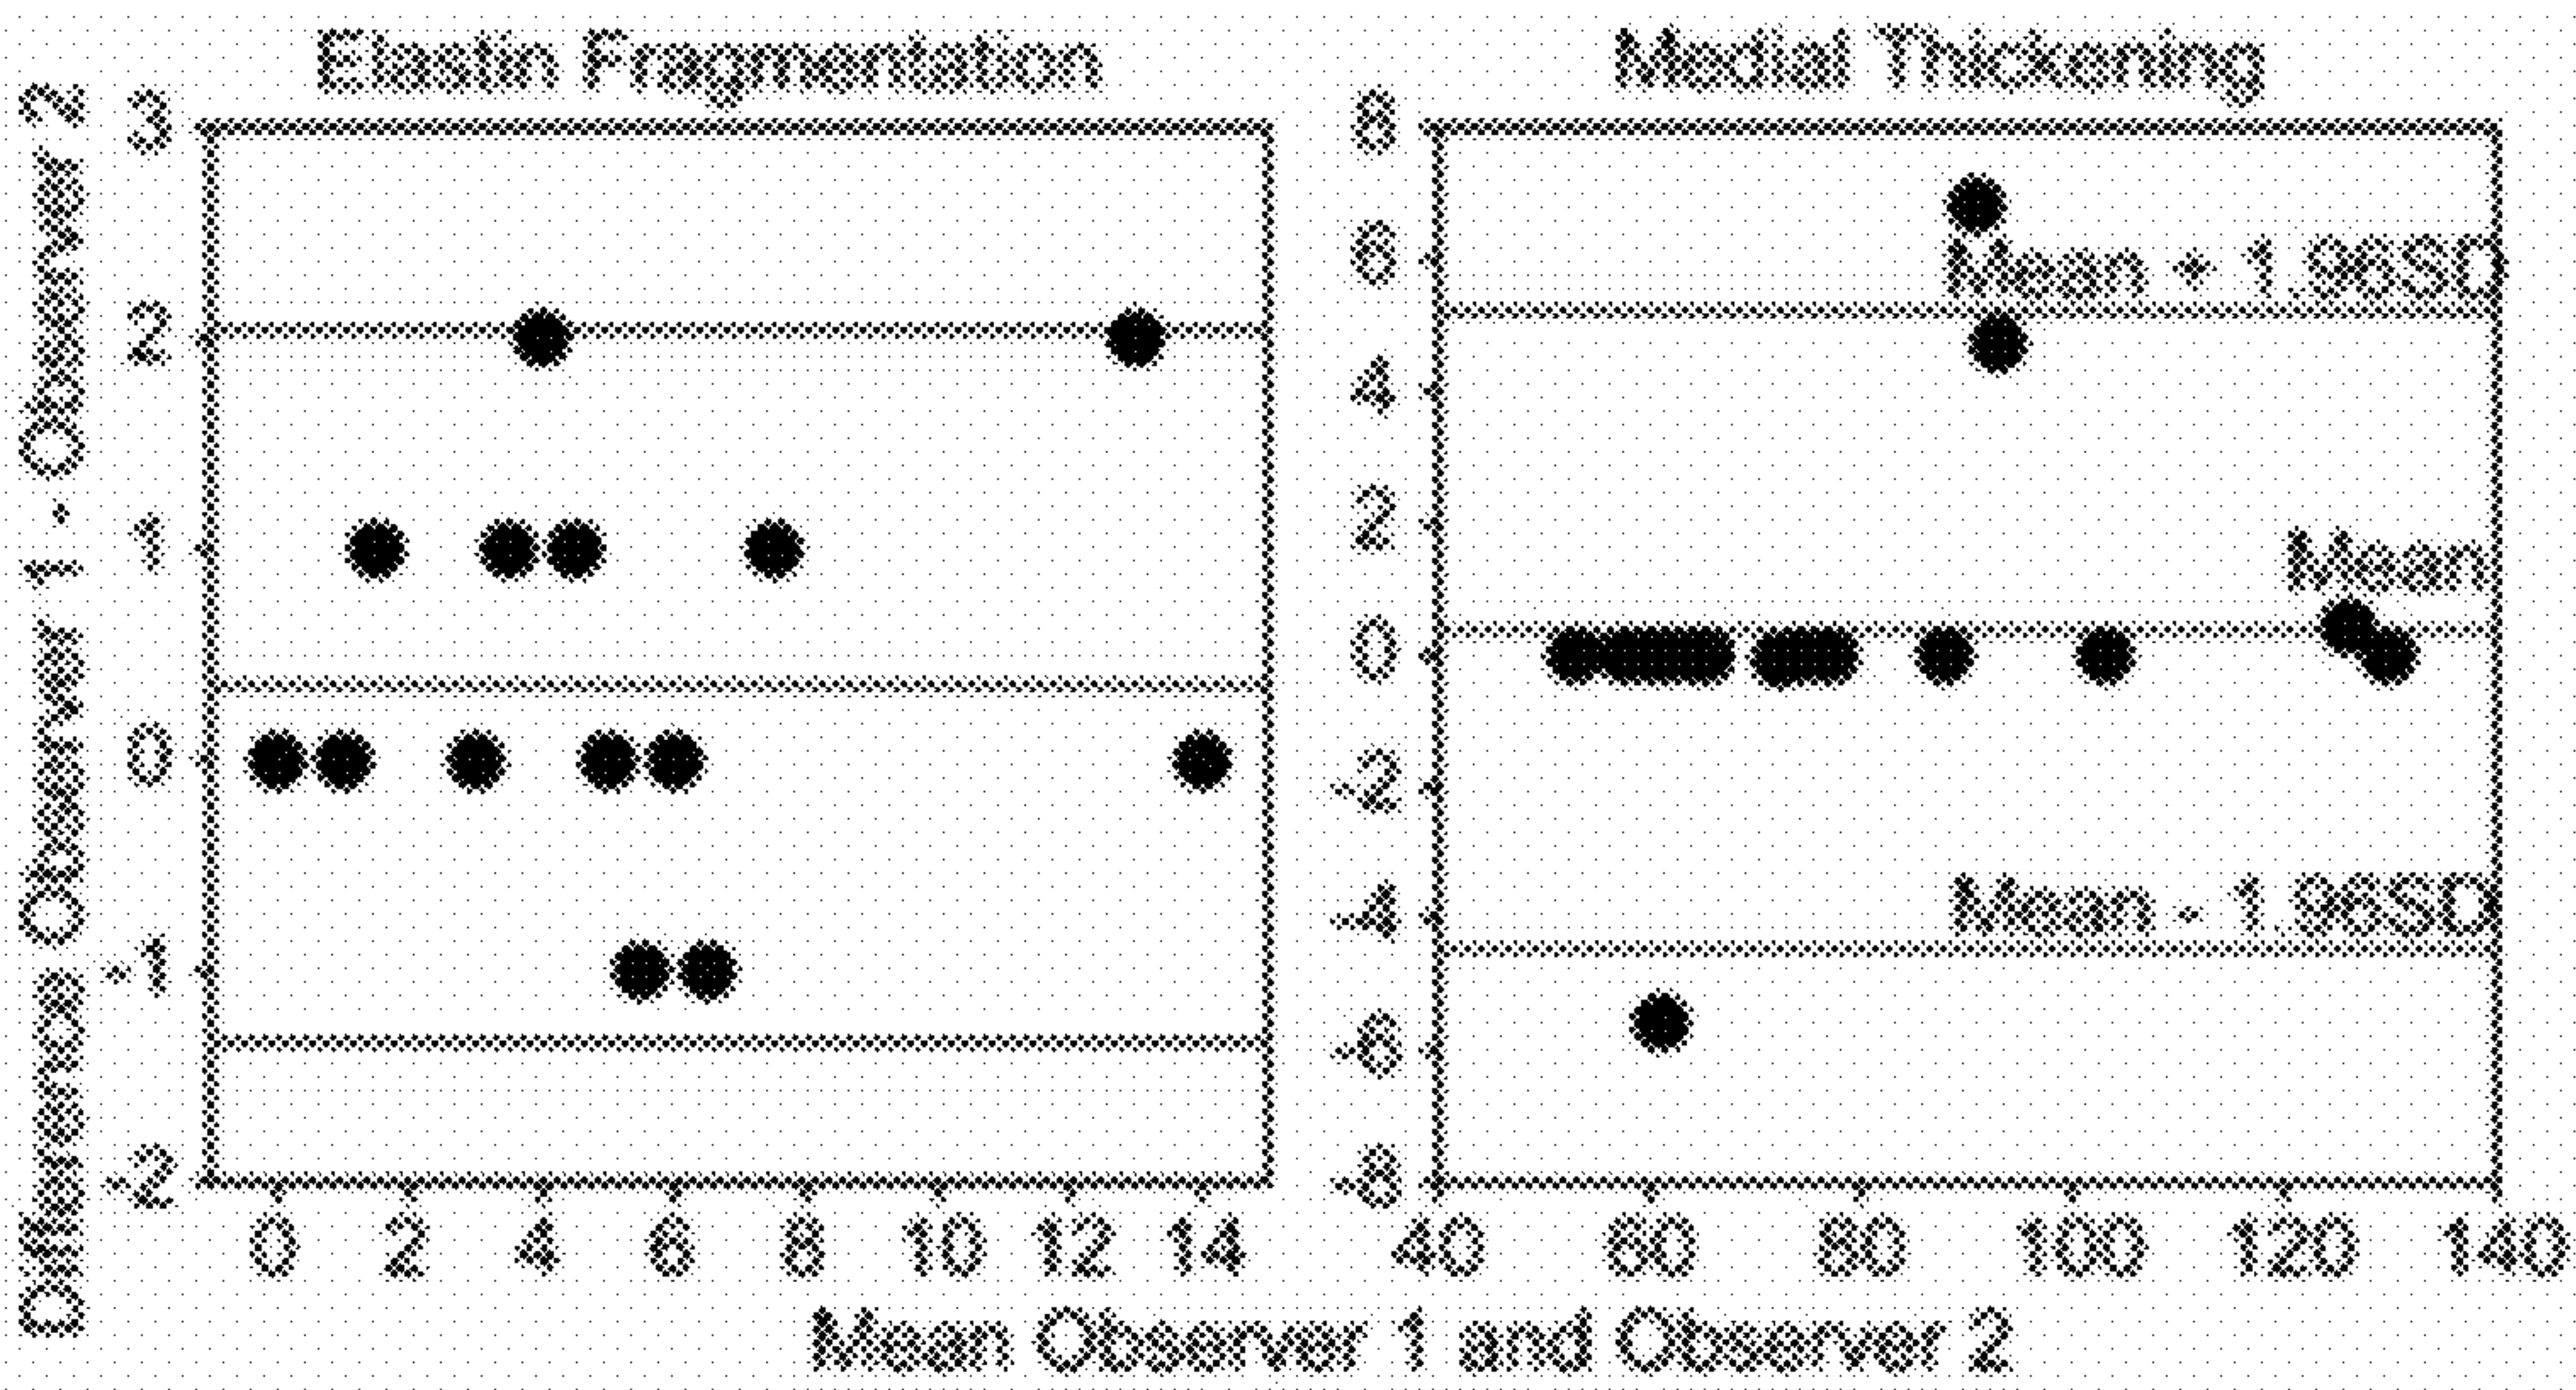 Elastin Fragmentation
Medial Thickening
Difference Observer 1 - Observer 2
3
2
1
0
-1
-2
0 2 4 6 8 10 12 14
8
6
4
2
0
-2
-4
-6
-8
Mean + 1.96SD
Mean
Mean - 1.96SD
40 60 80 100 120 140
Mean Observer 1 and Observer 2